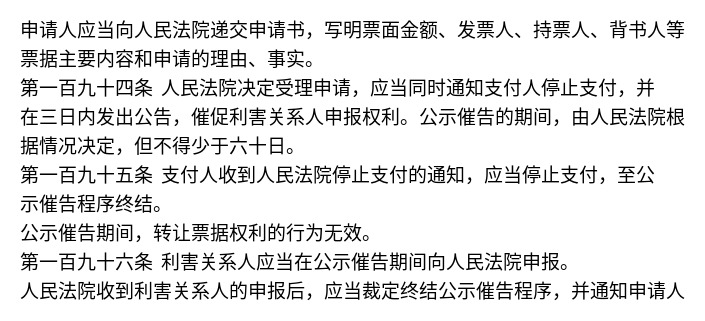 申请人应当向人民法院递交申请书，写明票面金额、发票人、持票人、背书人等
票据主要内容和申请的理由、事实。
第一百九十四条 人民法院决定受理申请，应当同时通知支付人停止支付，并
在三日内发出公告，催促利害关系人申报权利。公示催告的期间，由人民法院根
据情况决定，但不得少于六十日。
第一百九十五条 支付人收到人民法院停止支付的通知，应当停止支付，至公
示催告程序终结。
公示催告期间，转让票据权利的行为无效。
第一百九十六条 利害关系人应当在公示催告期间向人民法院申报。
人民法院收到利害关系人的申报后，应当裁定终结公示催告程序，并通知申请人